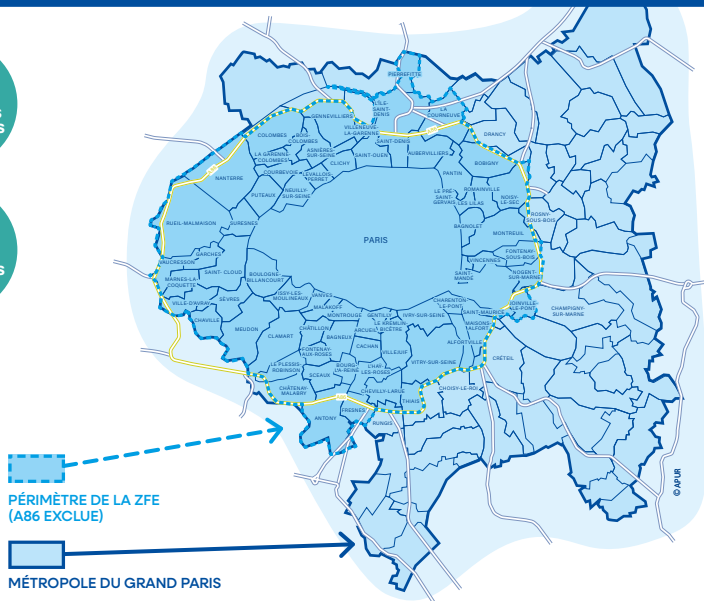 S
S
S
PIERREFITTE
L'ÎLE-
SAINT-
DENIS
LA
COURNEUVE
GENNEVILLIERS
VILLENEUVE-
LA-GARENNE
COLOMBES
BOIS-
COLOMBES
SAINT-DENIS
DRANCY
LA GARENNE-
COLOMBES
ASNIÈRES-
SUR-SEINE
SAINT-OUEN
AUBERVILLIERS
BOBIGNY
CLICHY
NANTERRE
COURBEVOIE
LEVALLOIS-
PERRET
PANTIN
PUTEAUX
NEUILLY-
SUR-SEINE
LE PRÉ-
SAINT-
GERVAIS
ROMAINVILLE
LES LILAS
NOISY-
LE-SEC
ROSNY-
SOUS-BOIS
RUEIL-MALMAISON
SURESNES
BAGNOLET
MONTREUIL
PARIS
VAUCRESSON
GARCHES
FONTENAY-
SOUS-BOIS
VINCENNES
MARNES-LA-
COQUETTE
SAINT- CLOUD
BOULOGNE-
BILLANCOURT
SAINT-
MANDÉ
NOGENT-
SUR-MARNE
VILLE-D'AVRAY
SÈVRES
ISSY-LES-
MOULINEAUX
VANVES
MALAKOFF
CHARENTON-
LE-PONT
SAINT-MAURICE
JOINVILLE-
LE-PONT
CHAMPIGNY-
SUR-MARNE
CHAVILLE
MEUDON
MONTROUGE
GENTILLY
LE KREMLIN-
BICÊTRE
IVRY-SUR-SEINE
MAISONS-
ALFORT
CLAMART
CHÂTILLON
BAGNEUX
ARCUEIL
CACHAN
VILLEJUIF
ALFORTVILLE
FONTENAY-
AUX-ROSES
VITRY-SUR-SEINE
CRÉTEIL
LE PLESSIS-
ROBINSON
SCEAUX
BOURG-
LA-REINE
L'HAŸ-
LES-ROSES
CHÂTENAY-
MALABRY
CHEVILLY-LARUE
THIAIS
CHOISY-LE-ROI
ANTONY
FRESNES
RUNGIS
PÉRIMÈTRE DE LA ZFE
(A86 EXCLUE)
MÉTROPOLE DU GRAND PARIS
© APUR